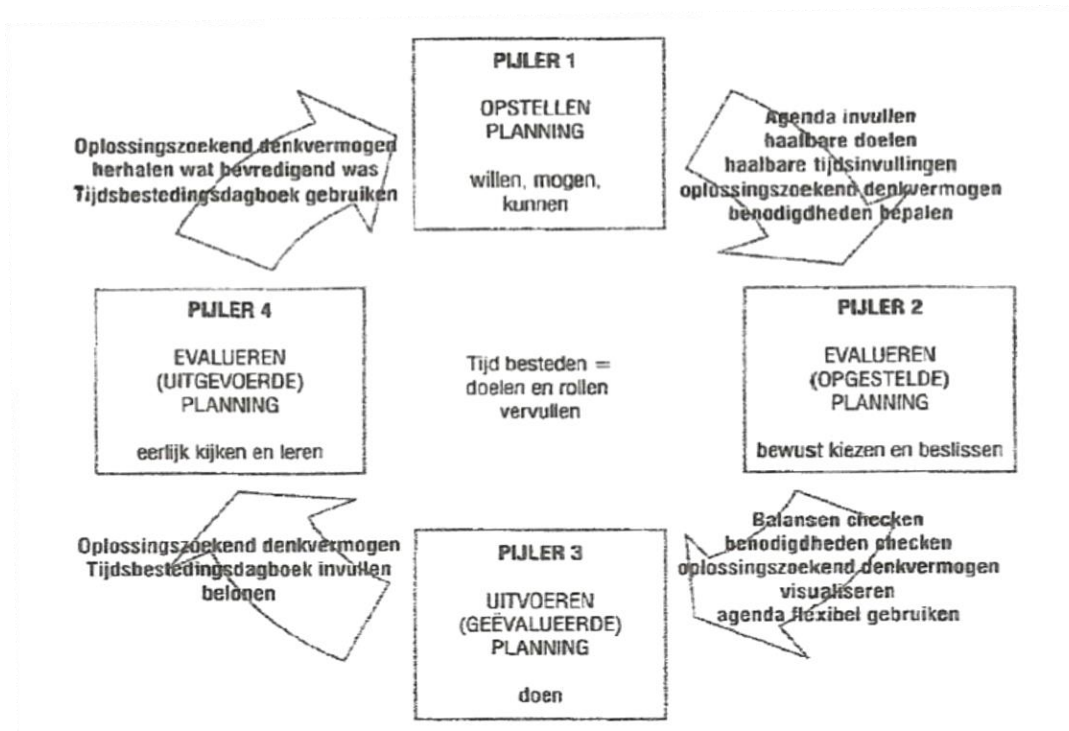 PIJLER 1
OPSTELLEN
PLANNING
willen, mogen,
kunnen
Agenda invullen
haalbare doelen
haalbare tijdsinvullingen
oplossingszoekend denkvermogen
benodigdheden bepalen
PIJLER 2
EVALUEREN
(OPGESTELDE)
PLANNING
bewust kiezen en beslissen
Balansen checken
benodigdheden checken
oplossingszoekend denkvermogen
visualiseren
agenda flexibel gebruiken
PIJLER 3
UITVOEREN
(GEËVALUEERDE)
PLANNING
doen
Oplossingszoekend denkvermogen
Tijdsbestedingsdagboek invullen
belonen
PIJLER 4
EVALUEREN
(UITGEVOERDE)
PLANNING
eerlijk kijken en leren
Oplossingszoekend denkvermogen
herhalen wat bevredigend was
Tijdsbestedingsdagboek gebruiken
Tijd besteden =
doelen en rollen
vervullen